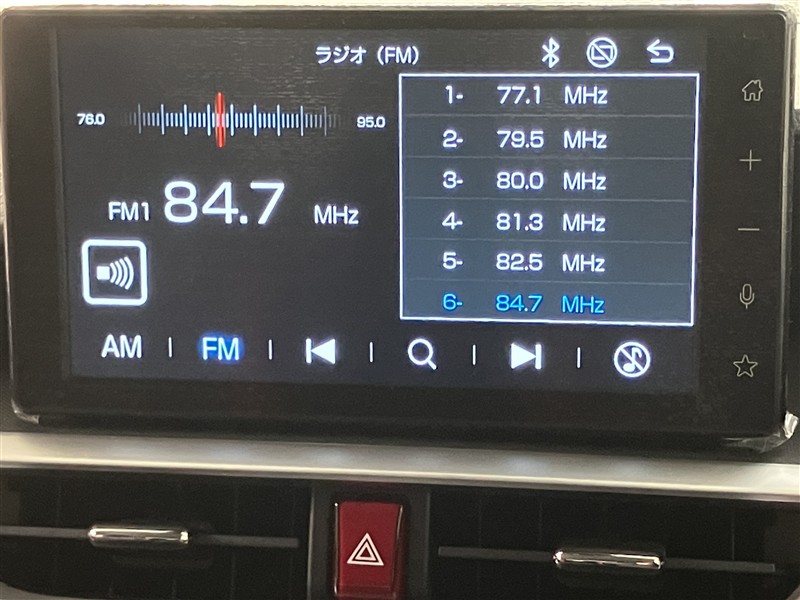 ラジオ（FM）
76.0
95.0
FM1 84.7 MHz
1- 77.1 MHz
2- 79.5 MHz
3- 80.0 MHz
4- 81.3 MHz
5- 82.5 MHz
6- 84.7 MHz
AM | FM | | | |